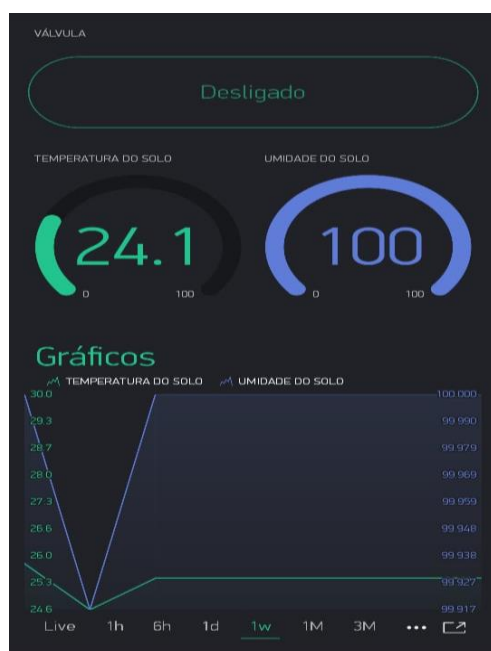 VÁLVULA
Desligado
TEMPERATURA DO SOLO UMIDADE DO SOLO
24.1 100
0 100 0 100
Gráficos
TEMPERATURA DO SOLO UMIDADE DO SOLO
30.0 100.000
29.3 99.990
28.7 99.979
28.0 99.969
27.3 99.959
26.6 99.948
26.0 99.938
25.3 99.927
24.6 99.917
Live 1h 6h 1d 1w 1M 3M